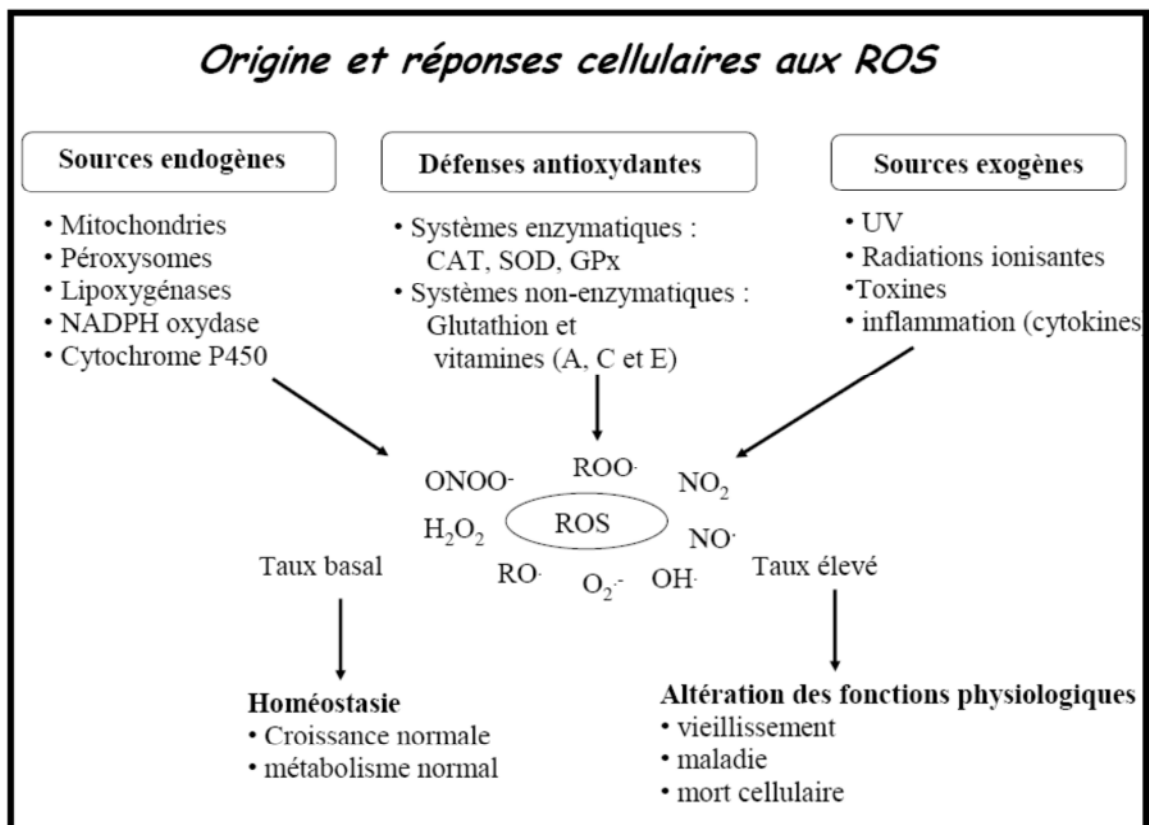 Origine et réponses cellulaires aux ROS
Sources endogènes
• Mitochondries
• Péroxysomes
• Lipoxygénases
• NADPH oxydase
• Cytochrome P450
Défenses antioxydantes
• Systèmes enzymatiques :
CAT, SOD, GPx
• Systèmes non-enzymatiques :
Glutathion et
vitamines (A, C et E)
Sources exogènes
• UV
• Radiations ionisantes
•Toxines
• inflammation (cytokines)
ONOO-
ROO·
NO₂
H₂O₂
ROS
NO·
RO·
O₂·-
OH·
Taux basal
Taux élevé
Homéostasie
• Croissance normale
• métabolisme normal
Altération des fonctions physiologiques
• vieillissement
• maladie
• mort cellulaire